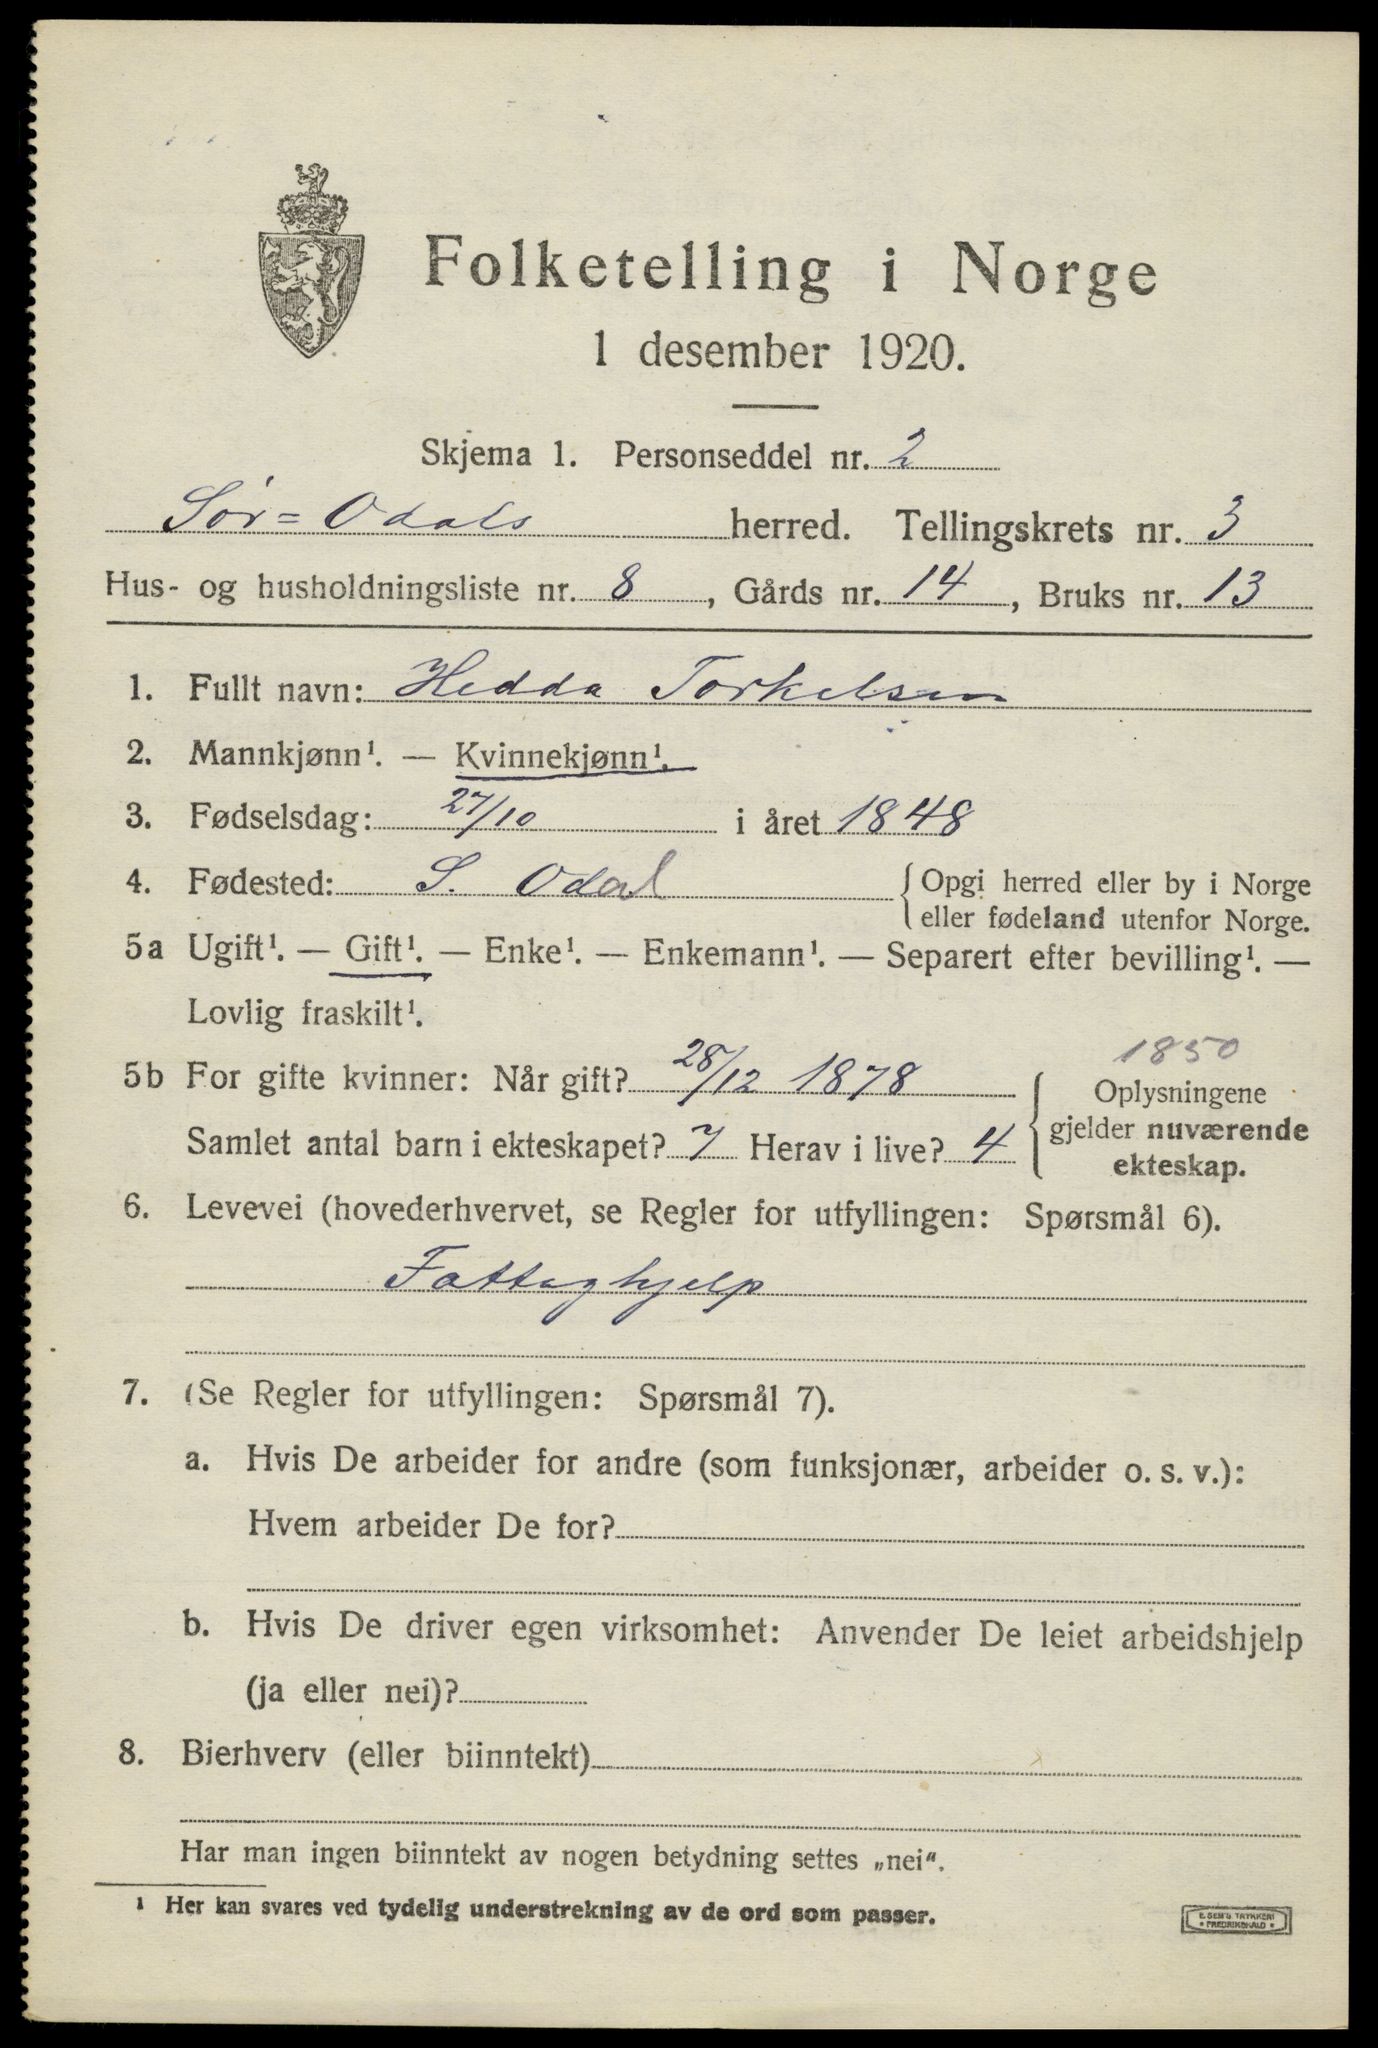 Folketelling i Norge
1 desember 1920.
Skjema 1. Personseddel nr. 2
Sør=Odals herred. Tellingskrets nr. 3
Hus- og husholdningsliste nr. 8, Gårds nr. 14, Bruks nr. 13
1. Fullt navn: Hedda Torkelsen
2. Mannkjønn¹. — Kvinnekjønn¹.
3. Fødselsdag: 27/10 i året 1848
4. Fødested: S. Odal {Opgi herred eller by i Norge
eller fødeland utenfor Norge.
5a Ugift¹. — Gift¹. — Enke¹. — Enkemann¹. — Separert efter bevilling¹. —
Lovlig fraskilt¹.
1850
5b For gifte kvinner: Når gift? 28/12 1878 Oplysningene
gjelder nuværende
Samlet antal barn i ekteskapet? 7 Herav i live? 4 ekteskap.
6. Levevei (hovederhvervet, se Regler for utfyllingen: Spørsmål 6).
Fattighjelp
7. (Se Regler for utfyllingen: Spørsmål 7).
a. Hvis De arbeider for andre (som funksjonær, arbeider o. s. v.):
Hvem arbeider De for?
b. Hvis De driver egen virksomhet: Anvender De leiet arbeidshjelp
(ja eller nei)?
8. Bierhverv (eller biinntekt)
Har man ingen biinntekt av nogen betydning settes „nei“.
¹ Her kan svares ved tydelig understrekning av de ord som passer.
E. SEM'S TRYKKERI
• FREDRIKSHALD •